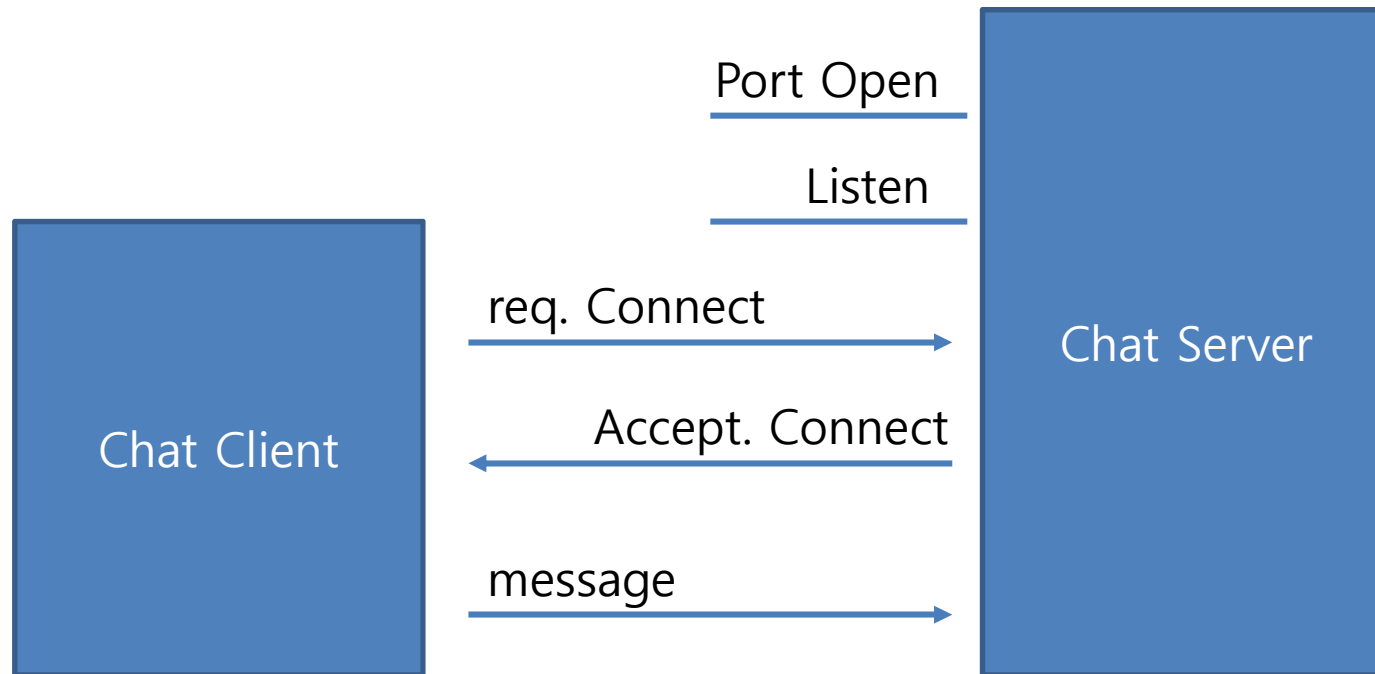 Port Open
Listen
req. Connect
Chat Server
Accept. Connect
Chat Client
message